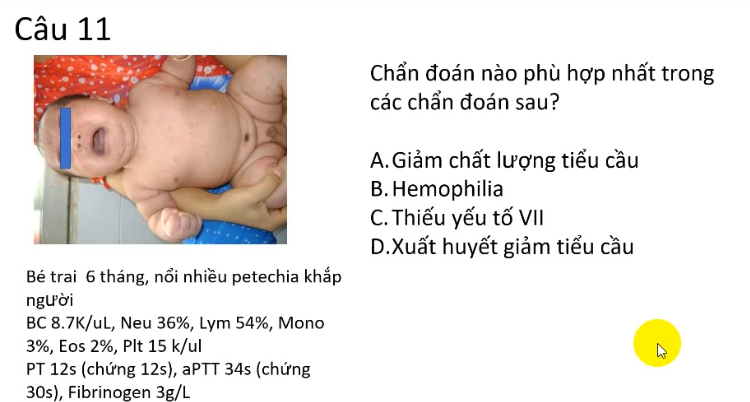 Câu 11
Chẩn đoán nào phù hợp nhất trong
các chẩn đoán sau?
A.Giảm chất lượng tiểu cầu
B.Hemophilia
C.Thiếu yếu tố VII
D.Xuất huyết giảm tiểu cầu
Bé trai 6 tháng, nổi nhiều petechia khắp
người
BC 8.7K/uL, Neu 36%, Lym 54%, Mono
3%, Eos 2%, Plt 15 k/ul
PT 12s (chứng 12s), aPTT 34s (chứng
30s), Fibrinogen 3g/L